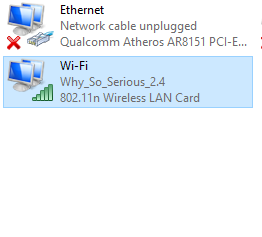 Ethernet
Network cable unplugged
Qualcomm Atheros AR8151 PCI-E...
Wi-Fi
Why_So_Serious_2.4
802.11n Wireless LAN Card